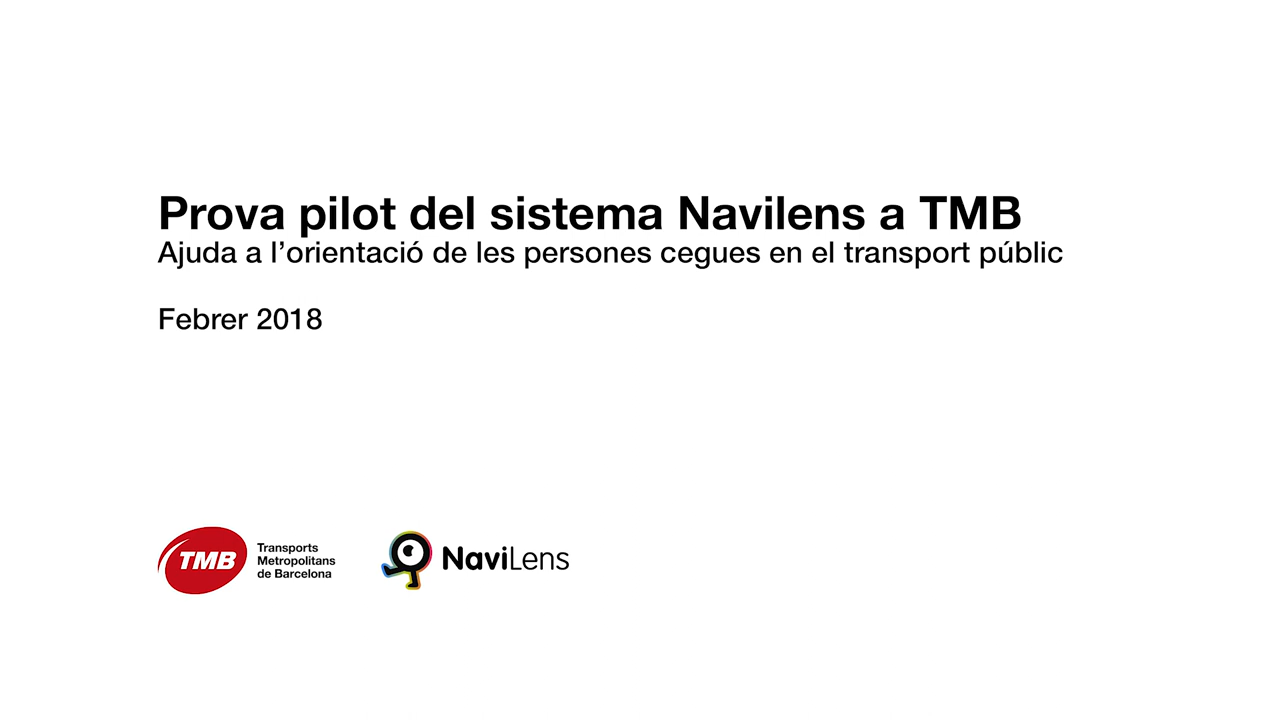 Prova pilot del sistema Navilens a TMB
Ajuda a l’orientació de les persones cegues en el transport públic
Febrer 2018
TMB
Transports
Metropolitans
de Barcelona
NaviLens